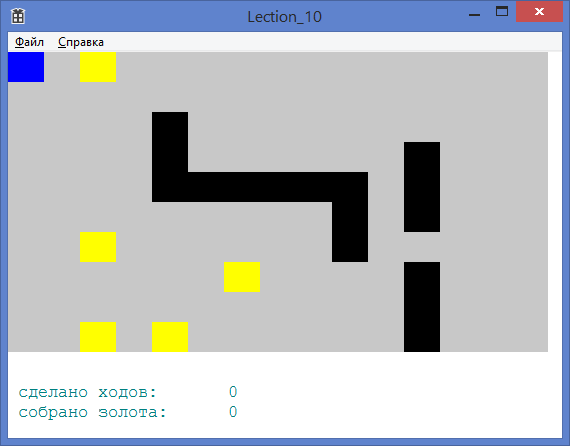 Lection_10
Файл Справка
сделано ходов: 0
собрано золота: 0